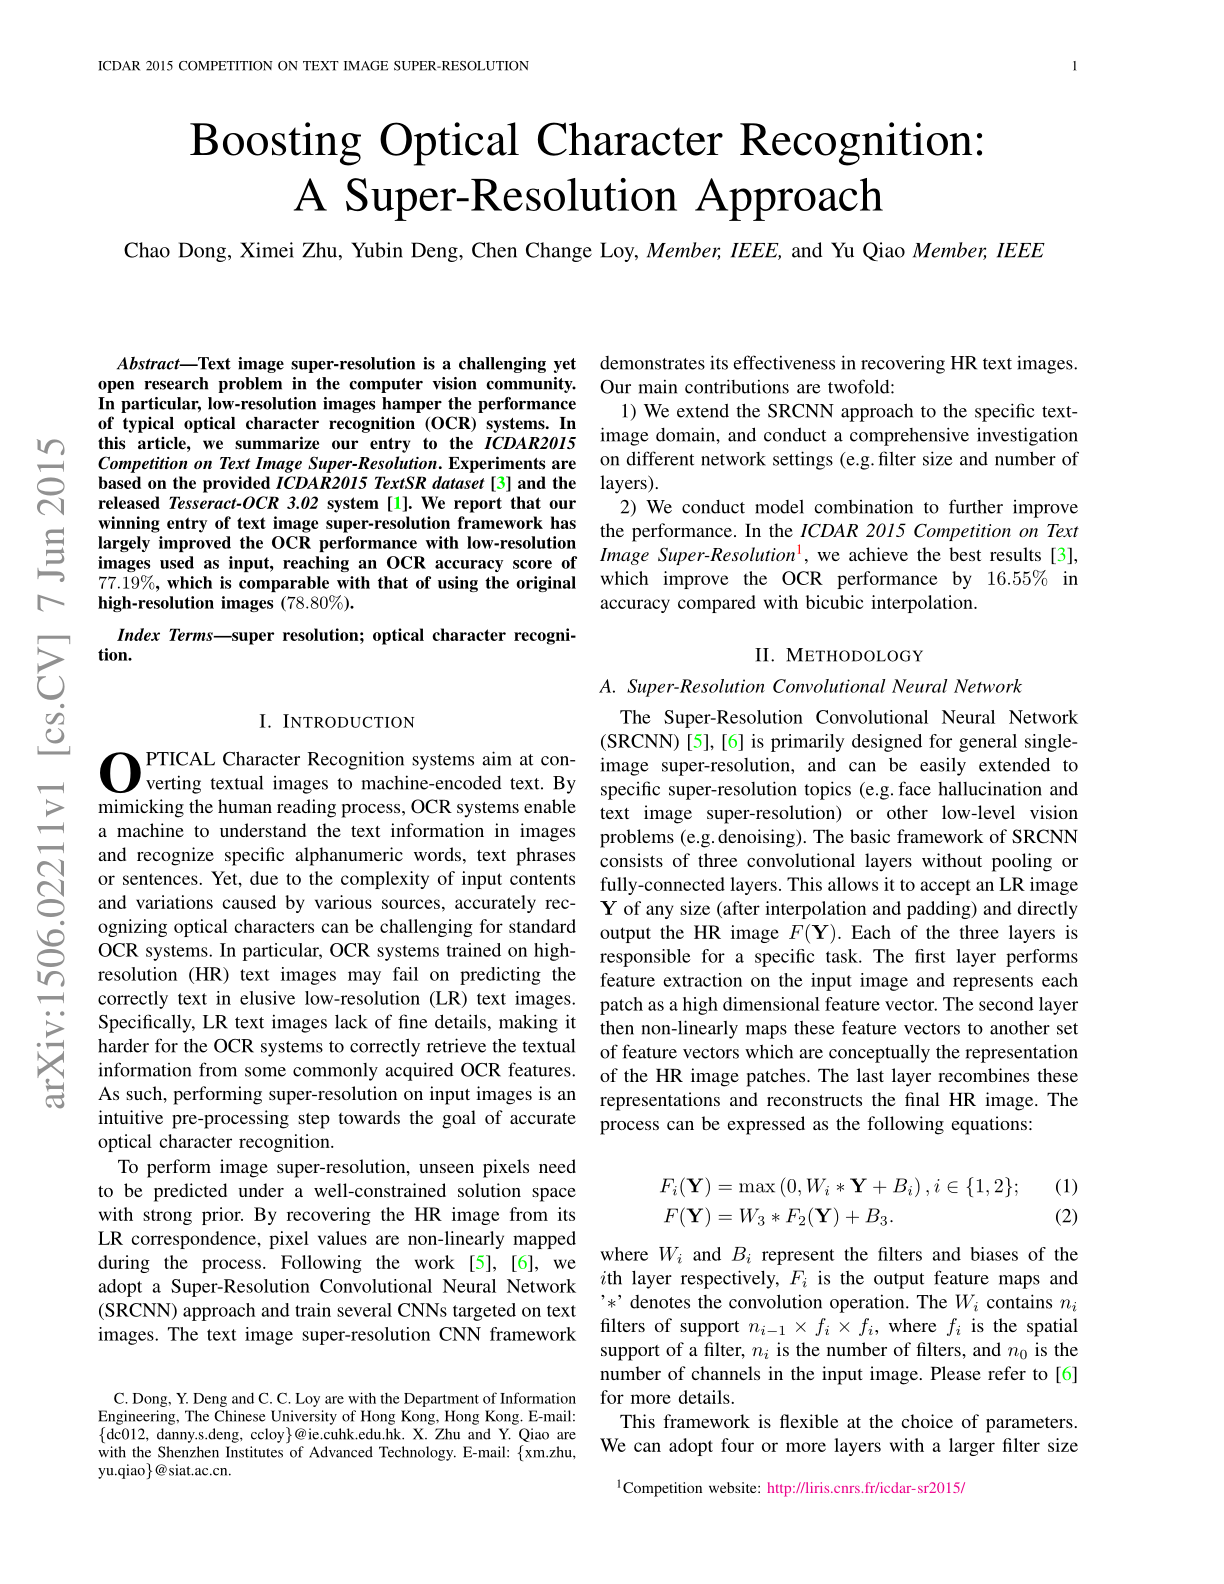 ICDAR 2015 COMPETITION ON TEXT IMAGE SUPER-RESOLUTION 1
Boosting Optical Character Recognition:
A Super-Resolution Approach
Chao Dong, Ximei Zhu, Yubin Deng, Chen Change Loy, Member, IEEE, and Yu Qiao Member, IEEE
arXiv:1506.02211v1 [cs.CV] 7 Jun 2015
Abstract—Text image super-resolution is a challenging yet
open research problem in the computer vision community.
In particular, low-resolution images hamper the performance
of typical optical character recognition (OCR) systems. In
this article, we summarize our entry to the ICDAR2015
Competition on Text Image Super-Resolution. Experiments are
based on the provided ICDAR2015 TextSR dataset [3] and the
released Tesseract-OCR 3.02 system [1]. We report that our
winning entry of text image super-resolution framework has
largely improved the OCR performance with low-resolution
images used as input, reaching an OCR accuracy score of
77.19%, which is comparable with that of using the original
high-resolution images (78.80%).
Index Terms—super resolution; optical character recogni-
tion.
I. INTRODUCTION
OPTICAL Character Recognition systems aim at con-
verting textual images to machine-encoded text. By
mimicking the human reading process, OCR systems enable
a machine to understand the text information in images
and recognize specific alphanumeric words, text phrases
or sentences. Yet, due to the complexity of input contents
and variations caused by various sources, accurately rec-
ognizing optical characters can be challenging for standard
OCR systems. In particular, OCR systems trained on high-
resolution (HR) text images may fail on predicting the
correctly text in elusive low-resolution (LR) text images.
Specifically, LR text images lack of fine details, making it
harder for the OCR systems to correctly retrieve the textual
information from some commonly acquired OCR features.
As such, performing super-resolution on input images is an
intuitive pre-processing step towards the goal of accurate
optical character recognition.
To perform image super-resolution, unseen pixels need
to be predicted under a well-constrained solution space
with strong prior. By recovering the HR image from its
LR correspondence, pixel values are non-linearly mapped
during the process. Following the work [5], [6], we
adopt a Super-Resolution Convolutional Neural Network
(SRCNN) approach and train several CNNs targeted on text
images. The text image super-resolution CNN framework
C. Dong, Y. Deng and C. C. Loy are with the Department of Information
Engineering, The Chinese University of Hong Kong, Hong Kong. E-mail:
{dc012, danny.s.deng, ccloy}@ie.cuhk.edu.hk. X. Zhu and Y. Qiao are
with the Shenzhen Institutes of Advanced Technology. E-mail: {xm.zhu,
yu.qiao}@siat.ac.cn.
demonstrates its effectiveness in recovering HR text images.
Our main contributions are twofold:
1) We extend the SRCNN approach to the specific text-
image domain, and conduct a comprehensive investigation
on different network settings (e.g. filter size and number of
layers).
2) We conduct model combination to further improve
the performance. In the ICDAR 2015 Competition on Text
Image Super-Resolution1, we achieve the best results [3],
which improve the OCR performance by 16.55% in
accuracy compared with bicubic interpolation.
II. METHODOLOGY
A. Super-Resolution Convolutional Neural Network
The Super-Resolution Convolutional Neural Network
(SRCNN) [5], [6] is primarily designed for general single-
image super-resolution, and can be easily extended to
specific super-resolution topics (e.g. face hallucination and
text image super-resolution) or other low-level vision
problems (e.g. denoising). The basic framework of SRCNN
consists of three convolutional layers without pooling or
fully-connected layers. This allows it to accept an LR image
Y of any size (after interpolation and padding) and directly
output the HR image F(Y). Each of the three layers is
responsible for a specific task. The first layer performs
feature extraction on the input image and represents each
patch as a high dimensional feature vector. The second layer
then non-linearly maps these feature vectors to another set
of feature vectors which are conceptually the representation
of the HR image patches. The last layer recombines these
representations and reconstructs the final HR image. The
process can be expressed as the following equations:
Fi(Y) = max (0, Wi ∗ Y + Bi) , i ∈ {1, 2}; (1)
F(Y) = W3 ∗ F2(Y) + B3. (2)
where Wi and Bi represent the filters and biases of the
ith layer respectively, Fi is the output feature maps and
’∗’ denotes the convolution operation. The Wi contains ni
filters of support ni−1 × fi × fi, where fi is the spatial
support of a filter, ni is the number of filters, and n0 is the
number of channels in the input image. Please refer to [6]
for more details.
This framework is flexible at the choice of parameters.
We can adopt four or more layers with a larger filter size
1Competition website: http://liris.cnrs.fr/icdar-sr2015/